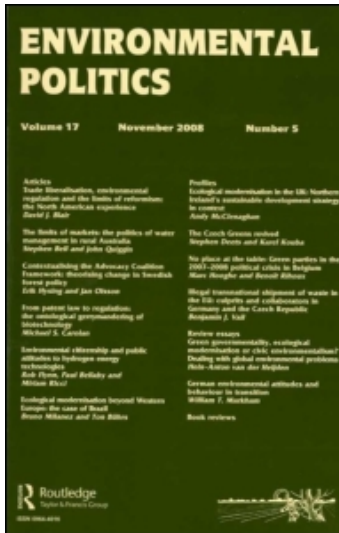 ENVIRONMENTAL
POLITICS
Volume 17 November 2008 Number 5
Articles
Trade liberalisation, environmental
regulation and the limits of reformism:
the North American experience
David J. Blair
The limits of markets: the politics of water
management in rural Australia
Stephen Bell and John Quiggin
Contextualising the Advocacy Coalition
Framework: theorising change in Swedish
Forest policy
Erik Hysing and Jan Olsson
From patent law to regulation:
the ontological gerrymandering of
biotechnology
Michael S. Carolan
Environmental citizenship and public
attitudes to hydrogen energy
technologies
Rob Flynn, Paul Bellaby and
Miriam Ricci
Ecological modernisation beyond Western
Europe: the case of Brazil
Bruno Milanez and Ton Bührs
Profiles
Ecological modernisation in the UK: Northern
Ireland's sustainable development strategy
in context
Andy McClenaghan
The Czech Greens revived
Stephen Deets and Karel Kouba
No place at the table: Green parties in the
2007–2008 political crisis in Belgium
Marc Hooghe and Benoît Rihoux
Illegal transnational shipment of waste in
the EU: culprits and collaborators in
Germany and the Czech Republic
Benjamin J. Vail
Review essays
Green governmentality, ecological
modernisation or civic environmentalism?
Dealing with global environmental problems
Hein-Anton van der Heijden
German environmental attitudes and
behaviour in transition
William T. Markham
Book reviews
Routledge
Taylor & Francis Group
ISSN 0964-4016